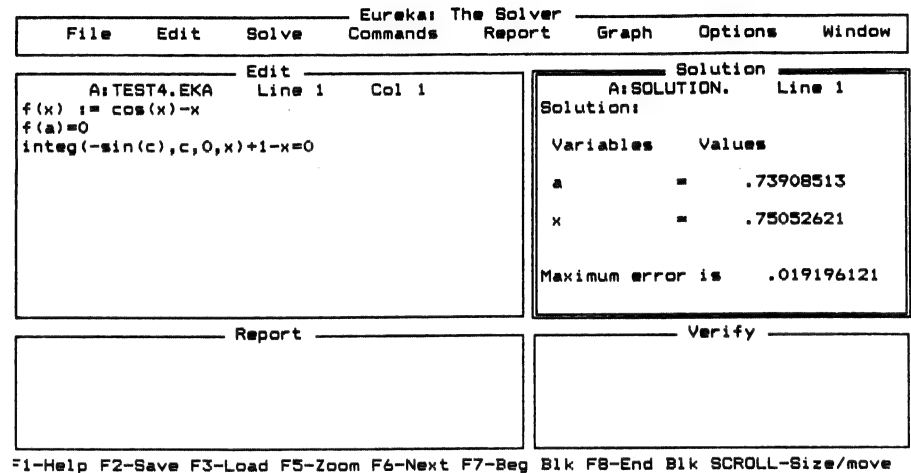 Eureka: The Solver
File Edit Solve Commands Report Graph Options Window
Edit
A:TEST4.EKA Line 1 Col 1
f(x) := cos(x)-x
f(a)=0
integ(-sin(c),c,0,x)+1-x=0
Solution
A:SOLUTION. Line 1
Solution:
Variables Values
a = .73908513
x = .75052621
Maximum error is .019196121
Report
Verify
F1-Help F2-Save F3-Load F5-Zoom F6-Next F7-Beg Blk F8-End Blk SCROLL-Size/move